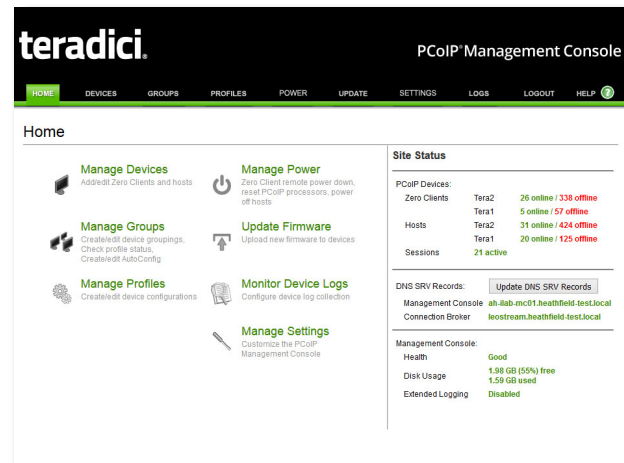 teradici.
PCoIP® Management Console
HOME DEVICES GROUPS PROFILES POWER UPDATE SETTINGS LOGS LOGOUT HELP ?
Home
Manage Devices
Add/edit Zero Clients and hosts
Manage Groups
Create/edit device groupings,
Check profile status,
Create/edit AutoConfig
Manage Profiles
Create/edit device configurations
Manage Power
Zero Client remote power down,
reset PCoIP processors, power
off hosts
Update Firmware
Upload new firmware to devices
Monitor Device Logs
Configure device log collection
Manage Settings
Customize the PCoIP
Management Console
Site Status
PCoIP Devices:
Zero Clients Tera2 26 online / 338 offline
Tera1 5 online / 57 offline
Hosts Tera2 31 online / 424 offline
Tera1 20 online / 125 offline
Sessions 21 active
DNS SRV Records: Update DNS SRV Records
Management Console ah-ilab-mc01.heathfield-test.local
Connection Broker leostream.heathfield-test.local
Management Console:
Health Good
Disk Usage 1.98 GB (55%) free
1.59 GB used
Extended Logging Disabled